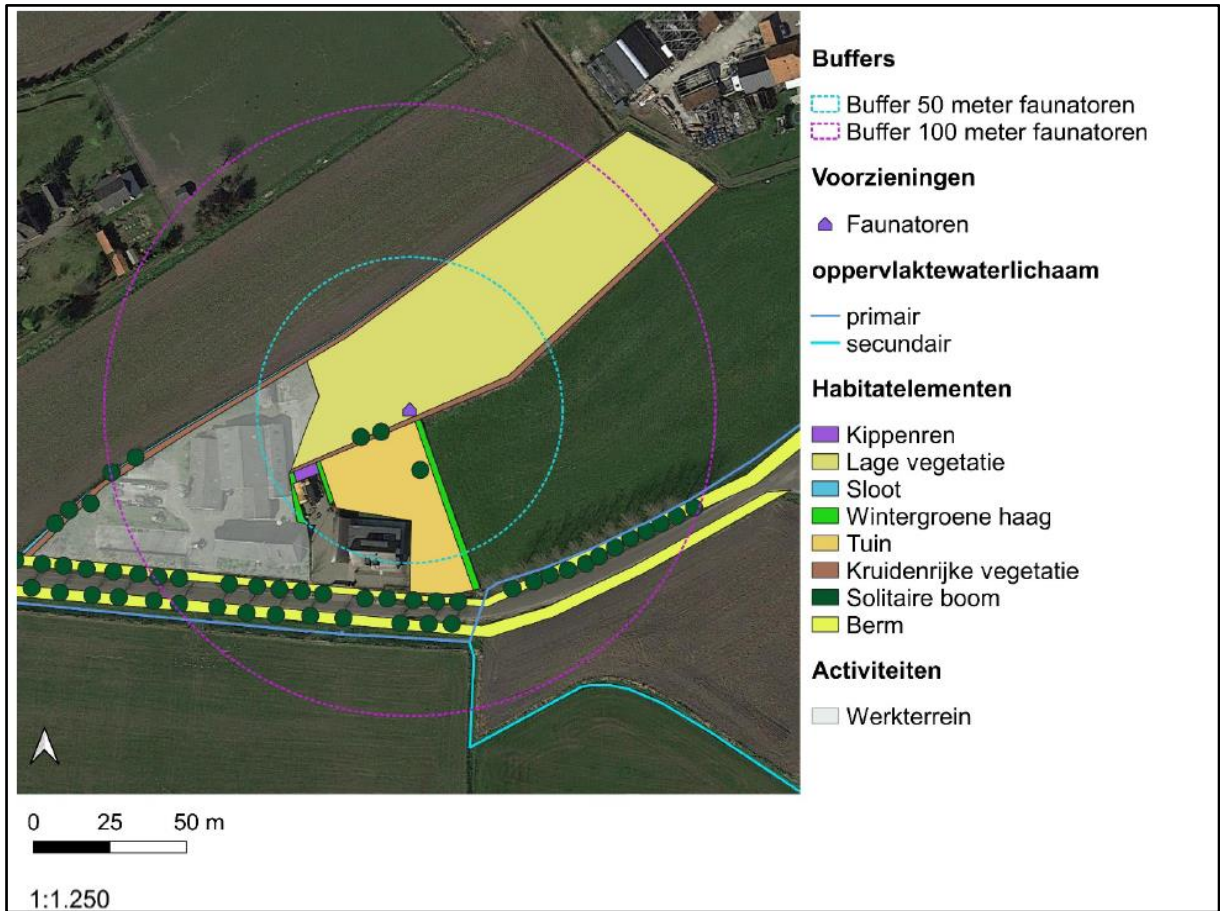 Buffers
Buffer 50 meter faunatoren
Buffer 100 meter faunatoren
Voorzieningen
Faunatoren
oppervlaktewaterlichaam
primair
secundair
Habitatelementen
Kippenren
Lage vegetatie
Sloot
Wintergroene haag
Tuin
Kruidenrijke vegetatie
Solitaire boom
Berm
Activiteiten
Werkterrein
0 25 50 m
1:1.250